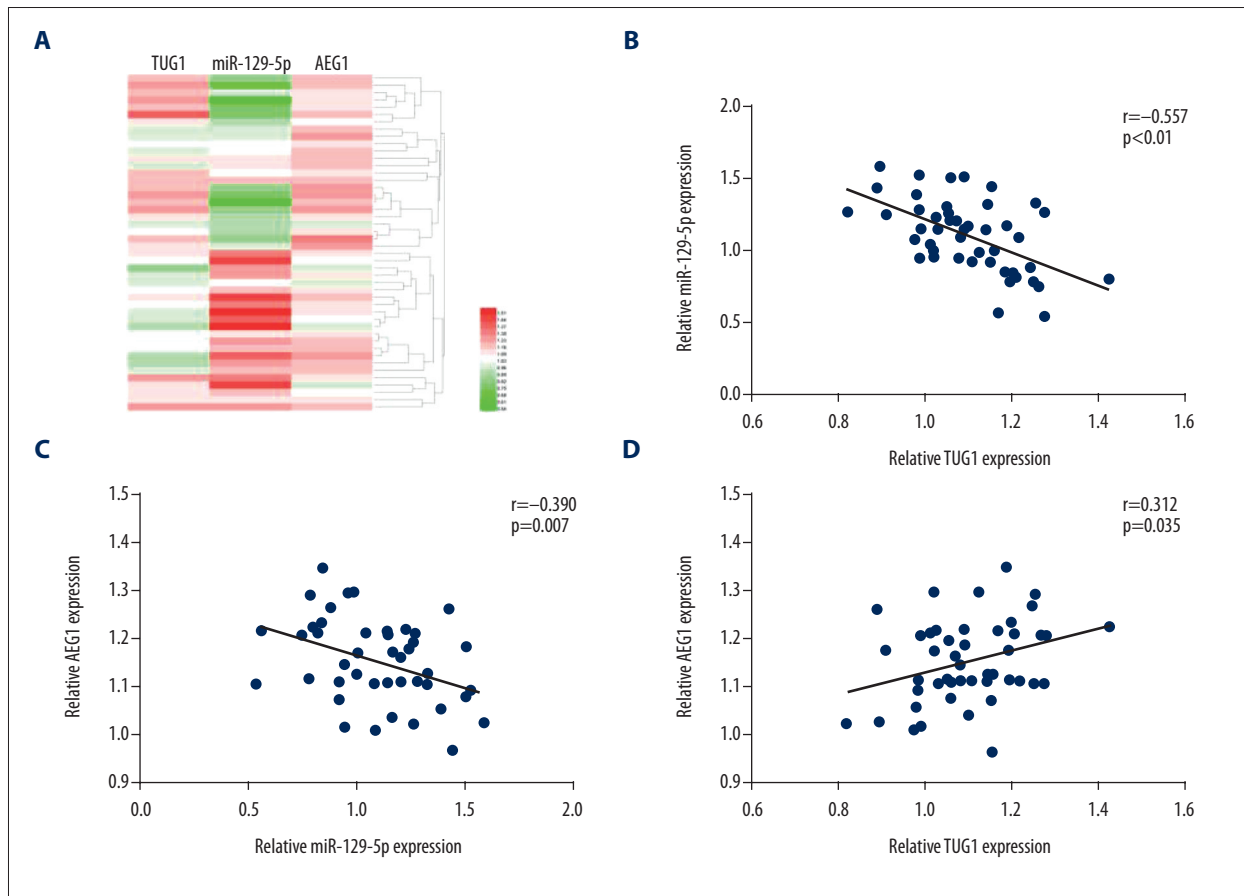 A
TUG1 miR-129-5p AEG1
B
r=−0.557
p<0.01
2.0
1.5
1.0
0.5
0.0
Relative miR-129-5p expression
0.6 0.8 1.0 1.2 1.4 1.6
Relative TUG1 expression
C
r=−0.390
p=0.007
1.5
1.4
1.3
1.2
1.1
1.0
0.9
Relative AEG1 expression
0.0 0.5 1.0 1.5 2.0
Relative miR-129-5p expression
D
r=0.312
p=0.035
1.5
1.4
1.3
1.2
1.1
1.0
0.9
Relative AEG1 expression
0.6 0.8 1.0 1.2 1.4 1.6
Relative TUG1 expression